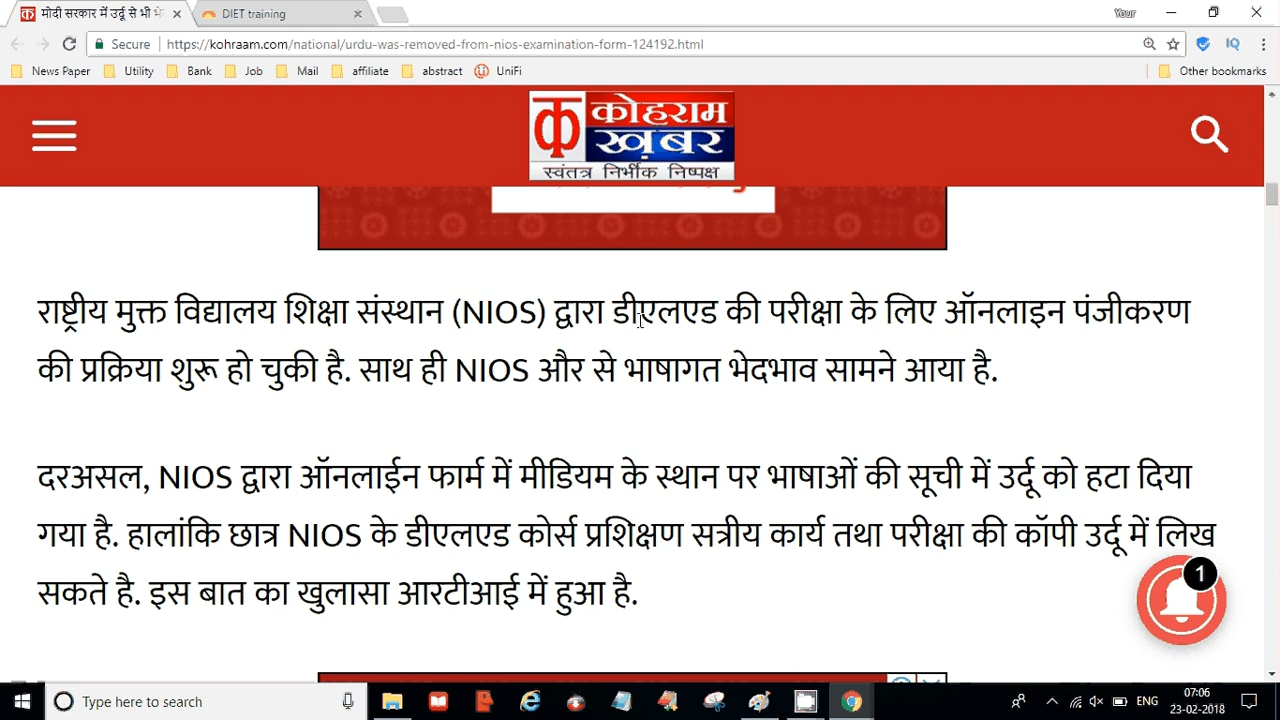 मोदी सरकार में उर्दू से भी भे
DIET training
Your
Secure
https://kohraam.com/national/urdu-was-removed-from-nios-examination-form-124192.html
IQ
News Paper
Utility
Bank
Job
Mail
affiliate
abstract
UniFi
Other bookmarks
क
कोहराम
ख़बर
स्वंतत्र निर्भीक निष्पक्ष
राष्ट्रीय मुक्त विद्यालय शिक्षा संस्थान (NIOS) द्वारा डीएलएड की परीक्षा के लिए ऑनलाइन पंजीकरण
की प्रक्रिया शुरू हो चुकी है. साथ ही NIOS और से भाषागत भेदभाव सामने आया है.
दरअसल, NIOS द्वारा ऑनलाईन फार्म में मीडियम के स्थान पर भाषाओं की सूची में उर्दू को हटा दिया
गया है. हालांकि छात्र NIOS के डीएलएड कोर्स प्रशिक्षण सत्रीय कार्य तथा परीक्षा की कॉपी उर्दू में लिख
सकते है. इस बात का खुलासा आरटीआई में हुआ है.
1
Type here to search
ENG
07:06
23-02-2018